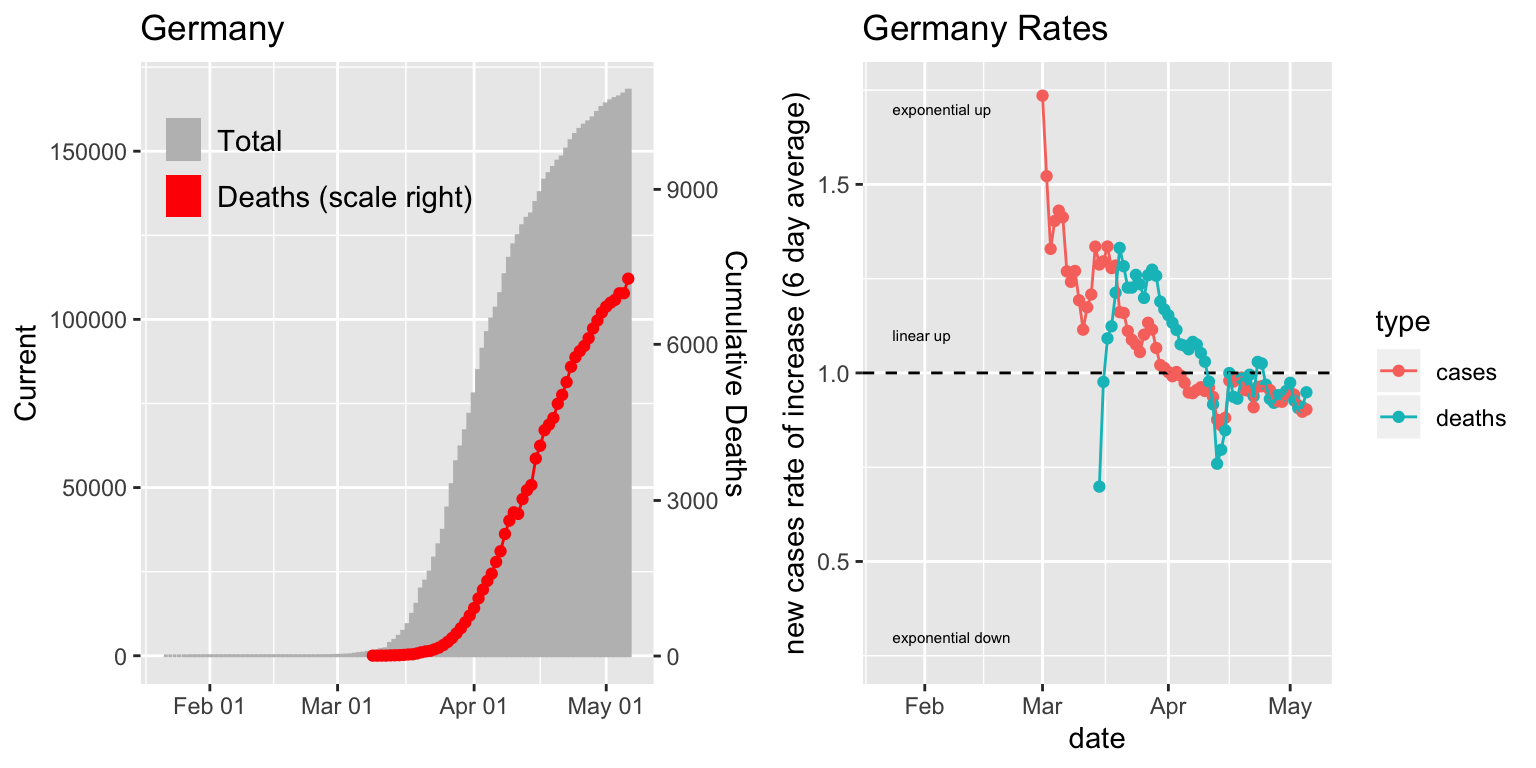 Germany
Total
Deaths (scale right)
Current
150000
100000
50000
0
9000
6000
3000
0
Cumulative Deaths
Feb 01
Mar 01
Apr 01
May 01
Germany Rates
new cases rate of increase (6 day average)
1.5
1.0
0.5
exponential up
linear up
exponential down
Feb
Mar
Apr
May
date
type
cases
deaths